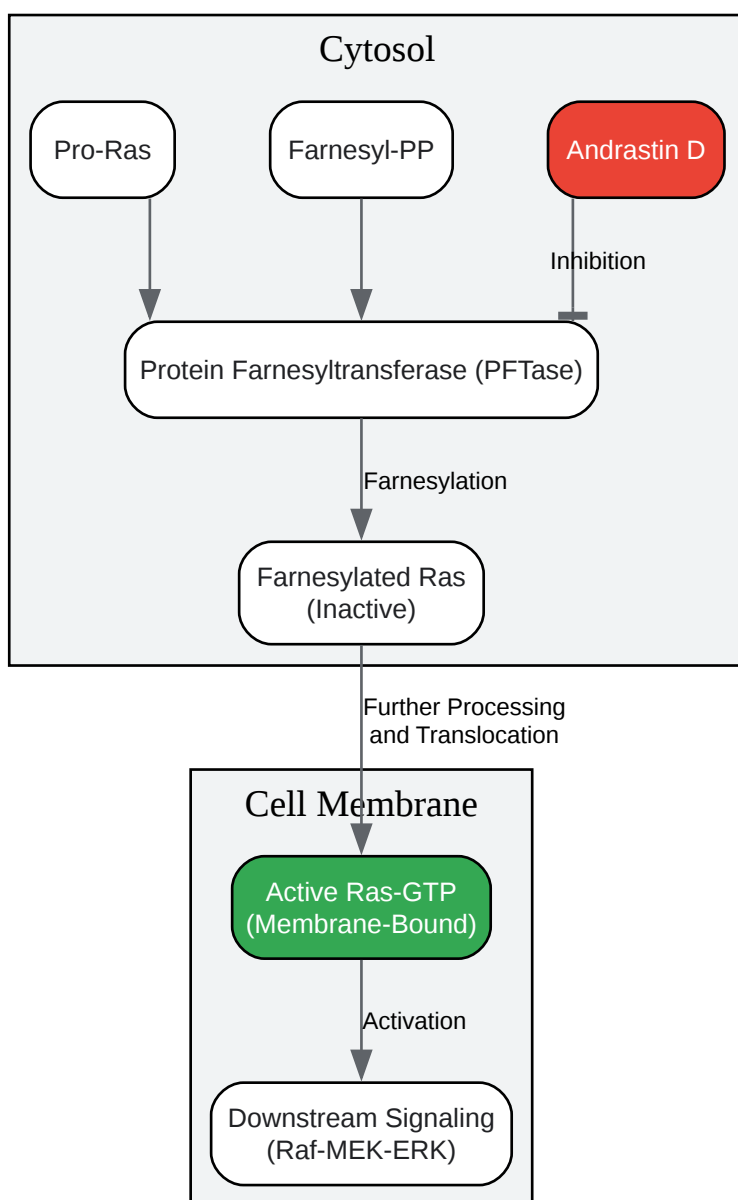 Cytosol
Pro-Ras
Farnesyl-PP
Andrastin D
Inhibition
Protein Farnesyltransferase (PFTase)
Farnesylation
Farnesylated Ras
(Inactive)
Further Processing
and Translocation
Cell Membrane
Active Ras-GTP
(Membrane-Bound)
Activation
Downstream Signaling
(Raf-MEK-ERK)